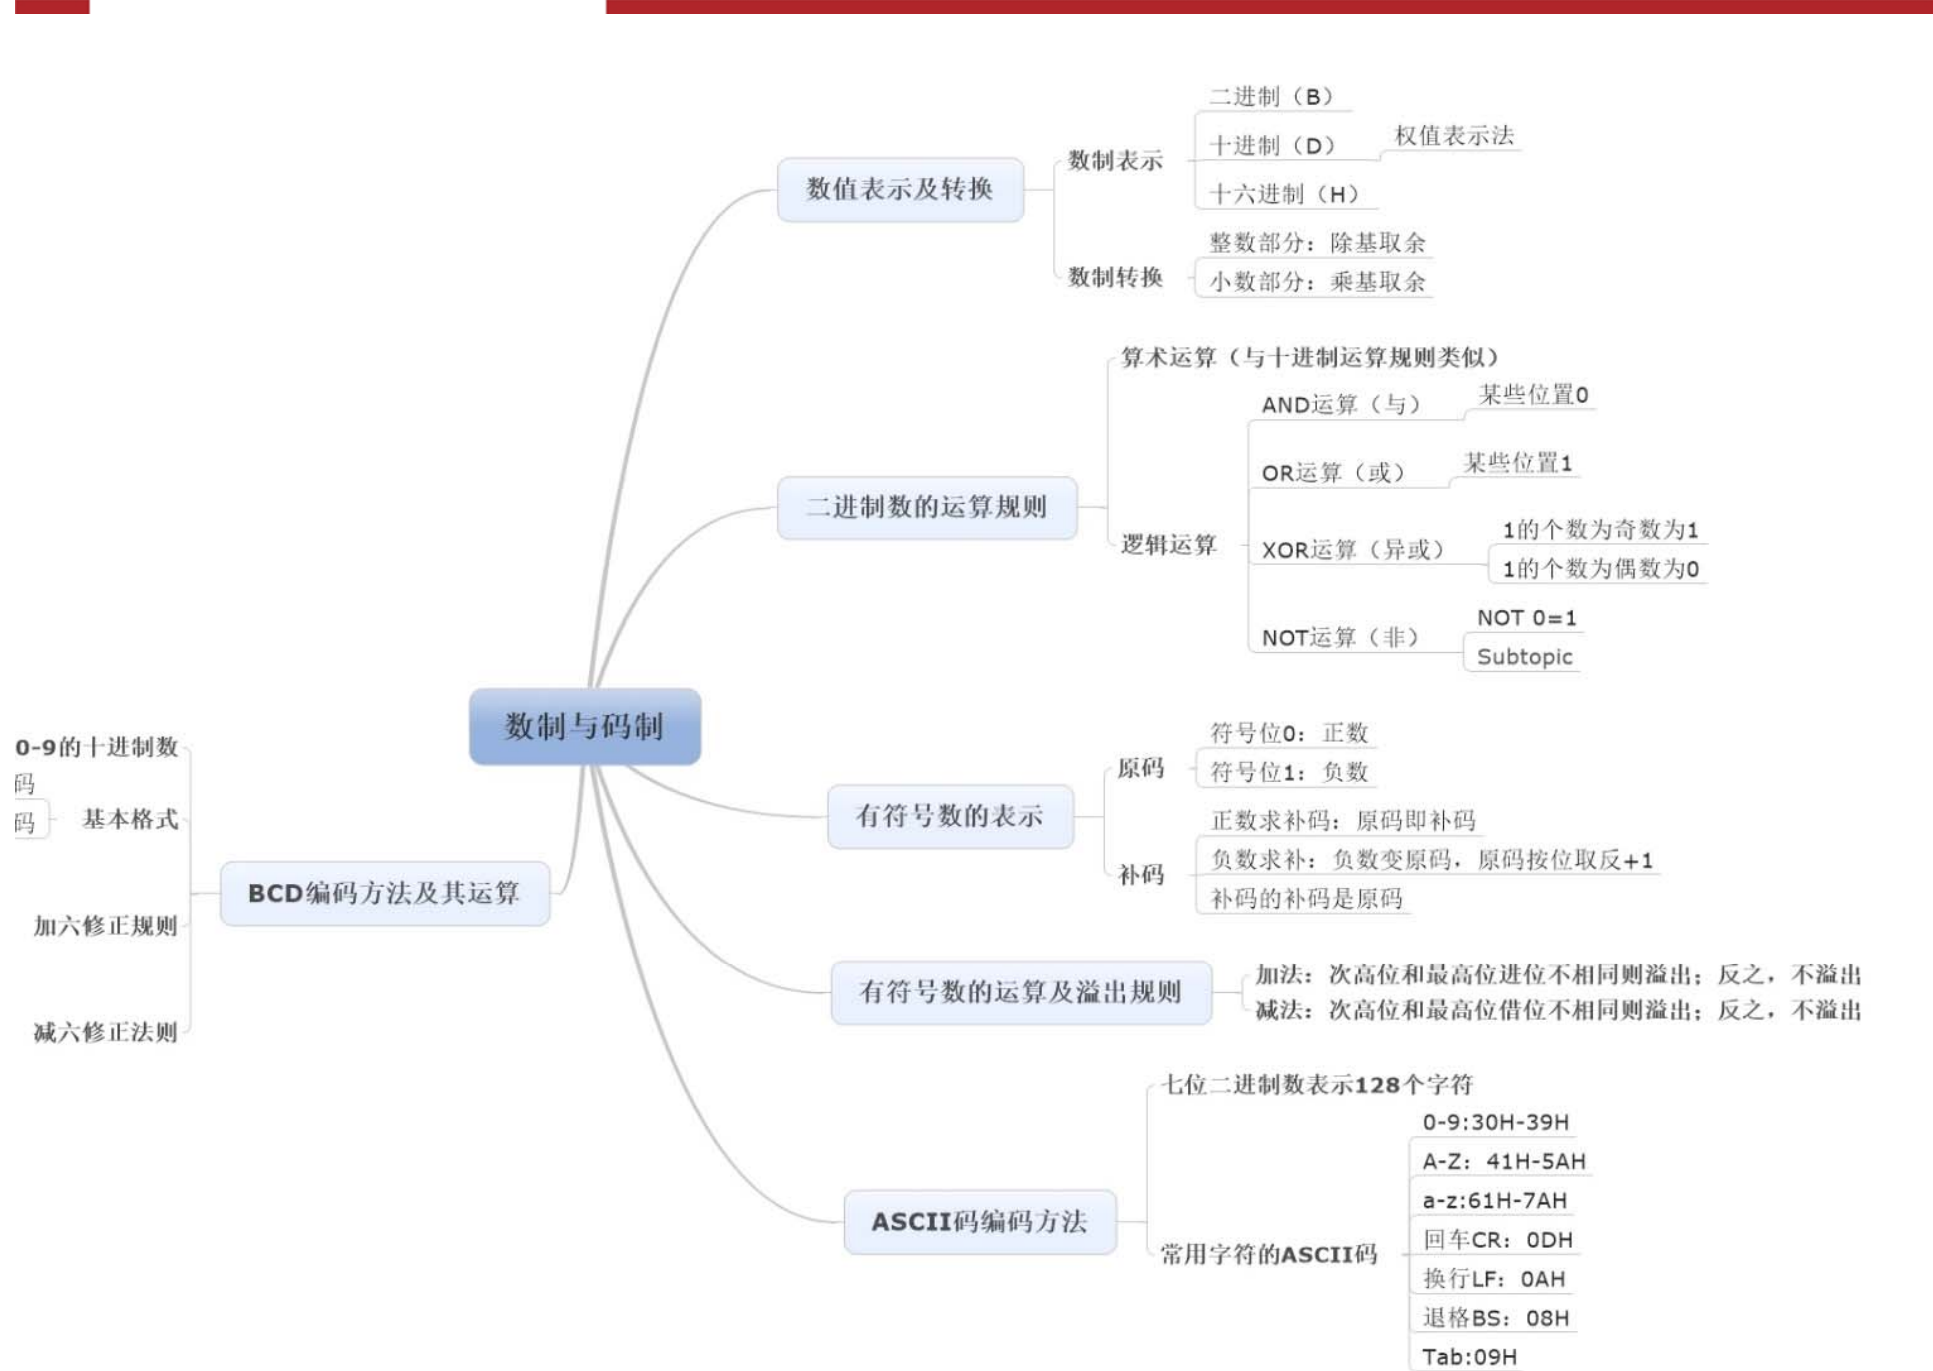 数制与码制
数值表示及转换
数制表示
二进制（B）
十进制（D）
权值表示法
十六进制（H）
数制转换
整数部分：除基取余
小数部分：乘基取余
二进制数的运算规则
算术运算（与十进制运算规则类似）
逻辑运算
AND运算（与）
某些位置0
OR运算（或）
某些位置1
XOR运算（异或）
1的个数为奇数为1
1的个数为偶数为0
NOT运算（非）
NOT 0=1
Subtopic
有符号数的表示
原码
符号位0：正数
符号位1：负数
补码
正数求补码：原码即补码
负数求补：负数变原码，原码按位取反+1
补码的补码是原码
有符号数的运算及溢出规则
加法：次高位和最高位进位不相同则溢出；反之，不溢出
减法：次高位和最高位借位不相同则溢出；反之，不溢出
ASCII码编码方法
七位二进制数表示128个字符
常用字符的ASCII码
0-9:30H-39H
A-Z：41H-5AH
a-z:61H-7AH
回车CR：0DH
换行LF：0AH
退格BS：08H
Tab:09H
BCD编码方法及其运算
0-9的十进制数
基本格式
码
码
加六修正规则
减六修正法则